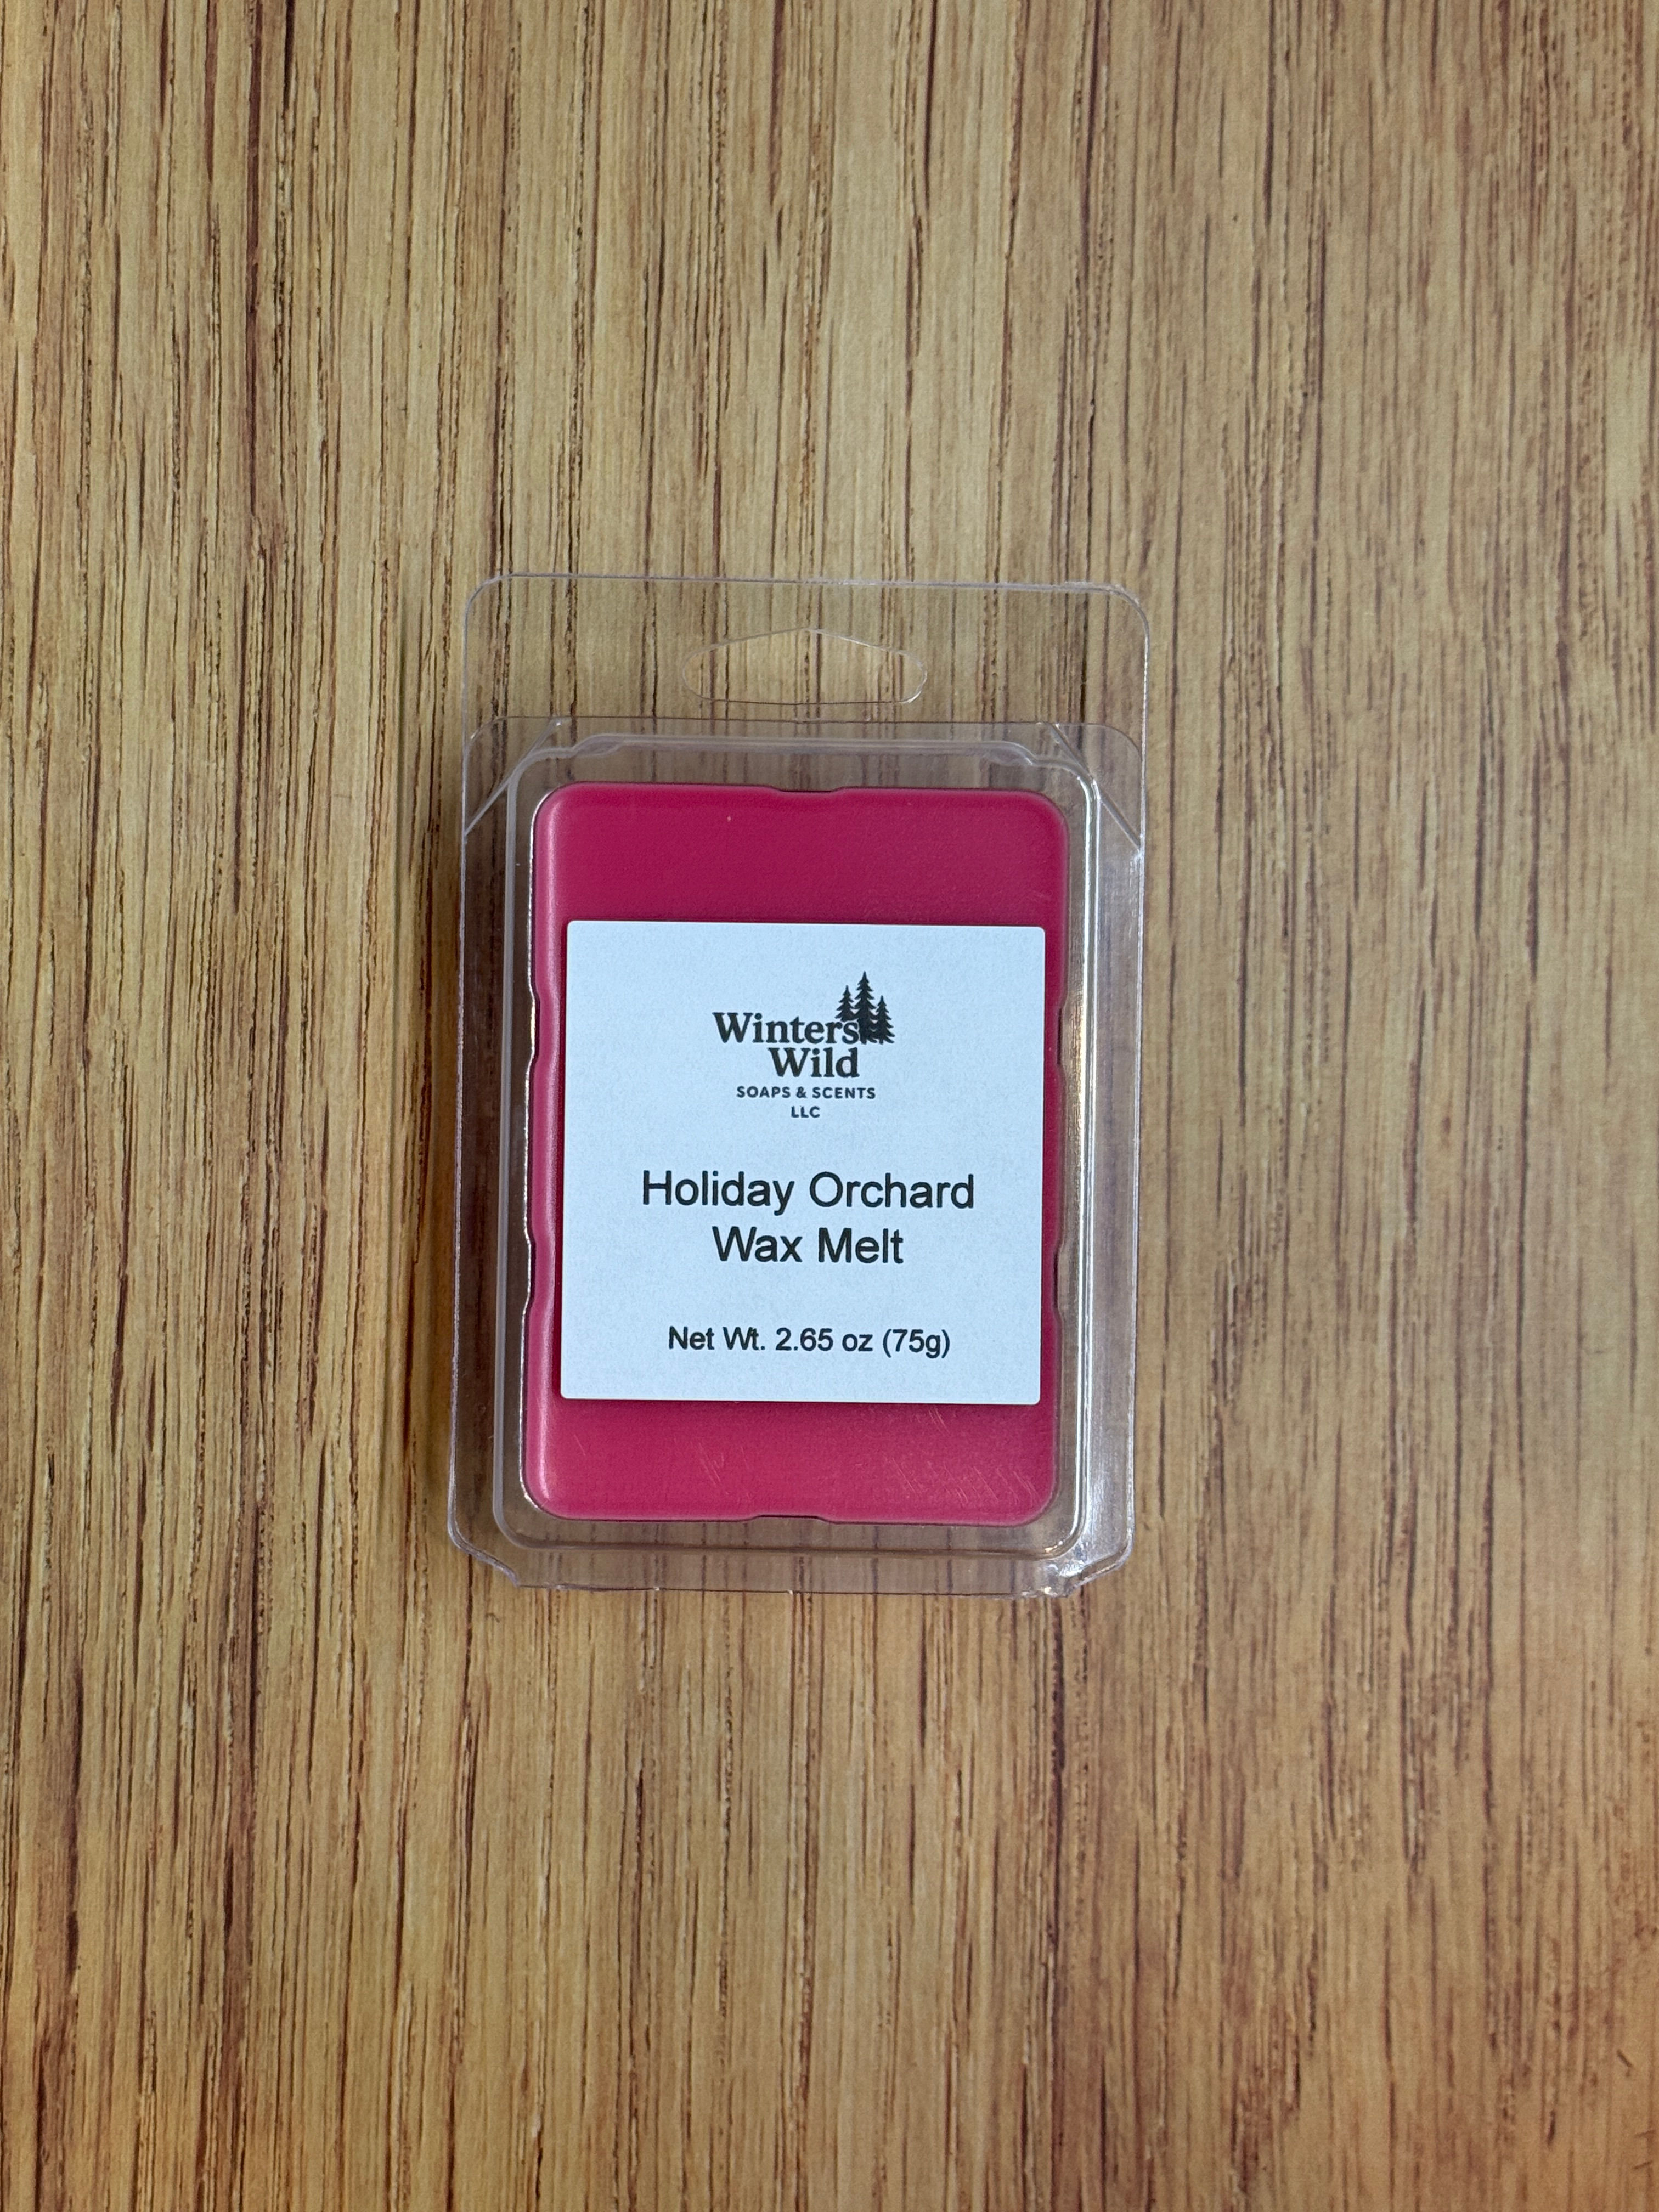 Winters
Wild
SOAPS & SCENTS
LLC
Holiday Orchard
Wax Melt
Net Wt. 2.65 oz (75g)